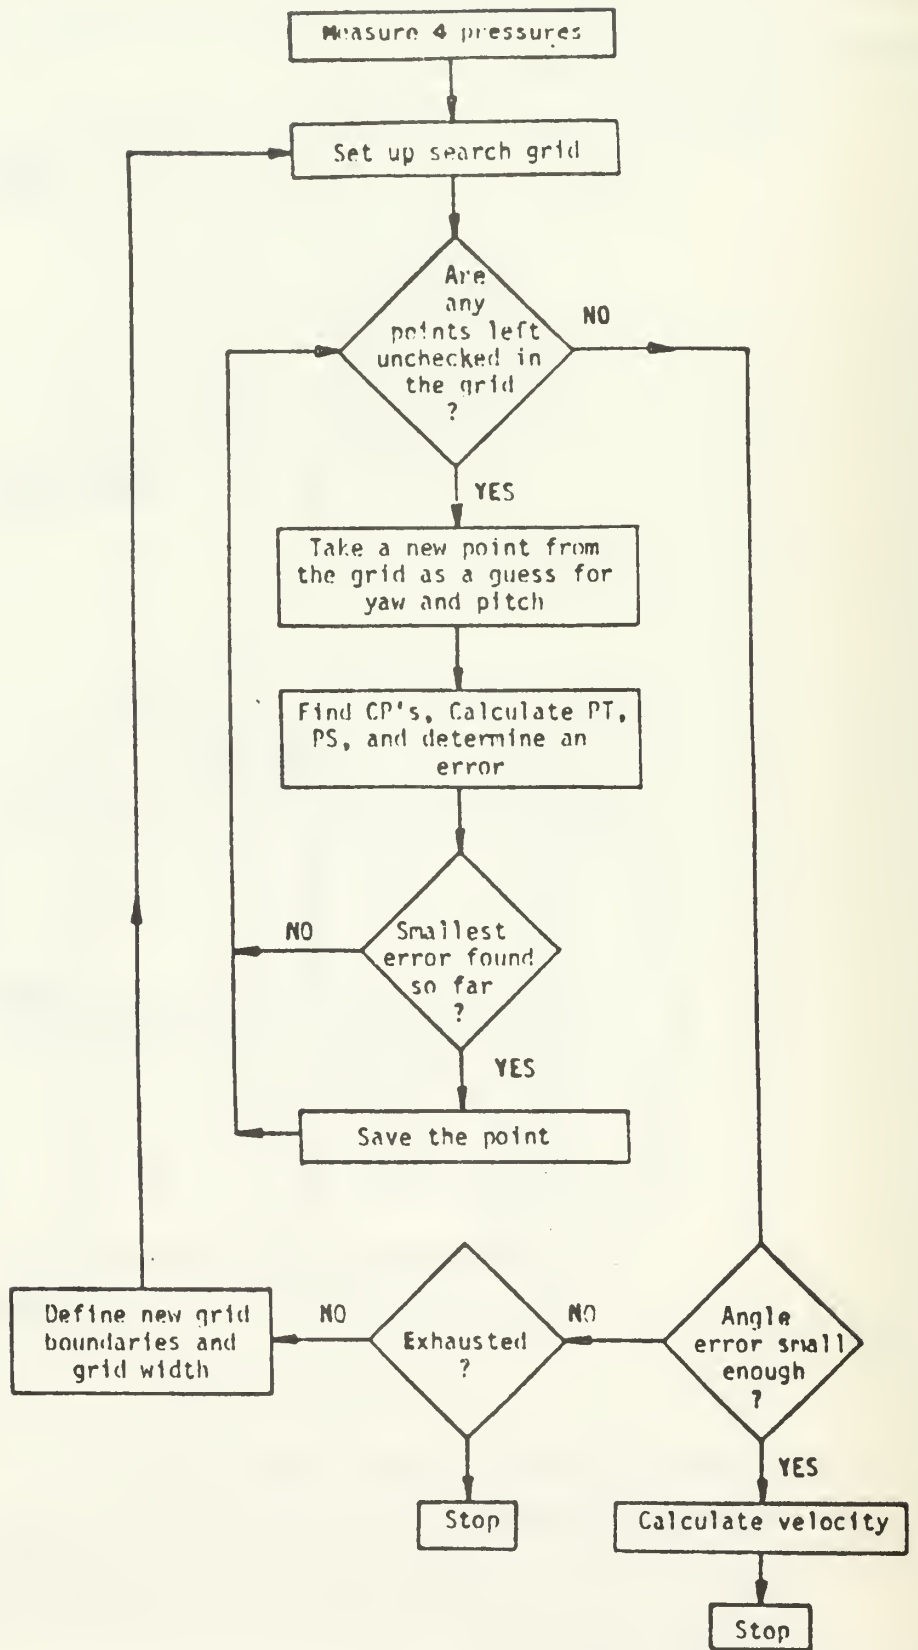 Measure 4 pressures
Set up search grid
Are
any
points left
unchecked in
the grid
?
NO
YES
Take a new point from
the grid as a guess for
yaw and pitch
Find CP's, Calculate PT,
PS, and determine an
error
NO
Smallest
error found
so far
?
YES
Save the point
Define new grid
boundaries and
grid width
NO
Exhausted
?
NO
Angle
error small
enough
?
YES
Stop
Calculate velocity
Stop